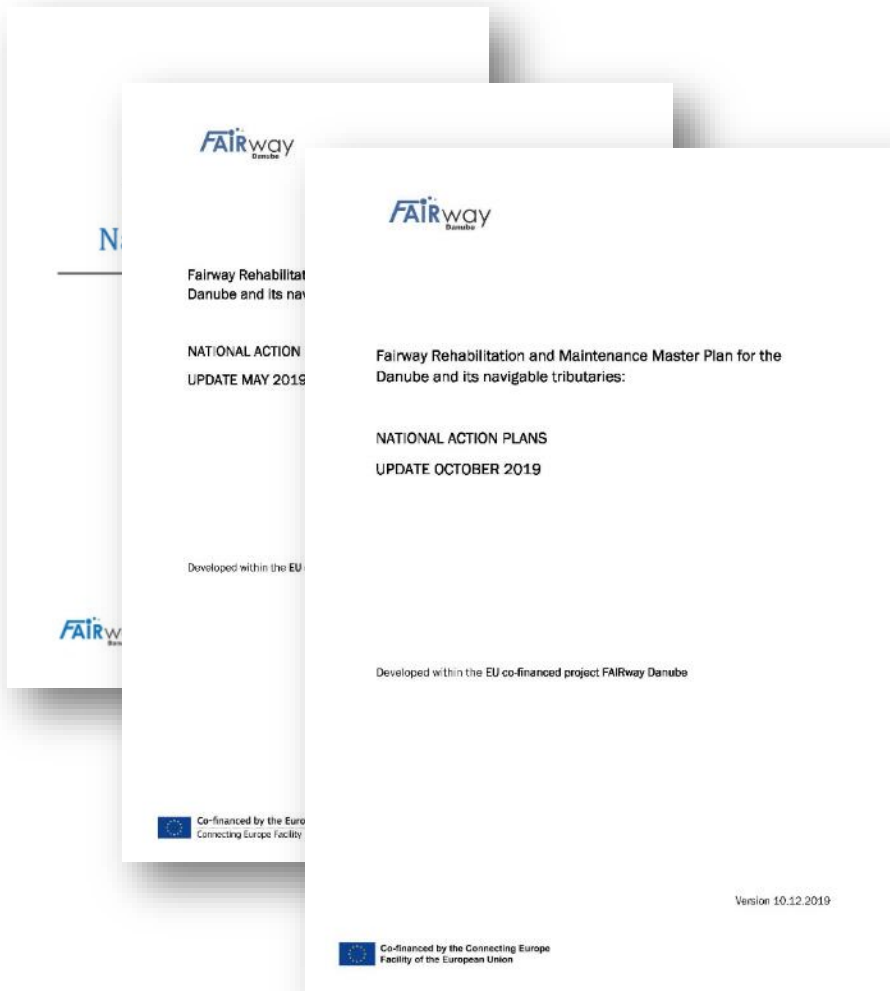 N
FAIRw
FAIRway
Danube
Fairway Rehabilitat
Danube and its nav
NATIONAL ACTION
UPDATE MAY 2019
Developed within the EU
Co-financed by the Euro
Connecting Europe Facility
FAIRway
Danube
Fairway Rehabilitation and Maintenance Master Plan for the
Danube and its navigable tributaries:
NATIONAL ACTION PLANS
UPDATE OCTOBER 2019
Developed within the EU co-financed project FAIRway Danube
Version 10.12.2019
Co-financed by the Connecting Europe
Facility of the European Union